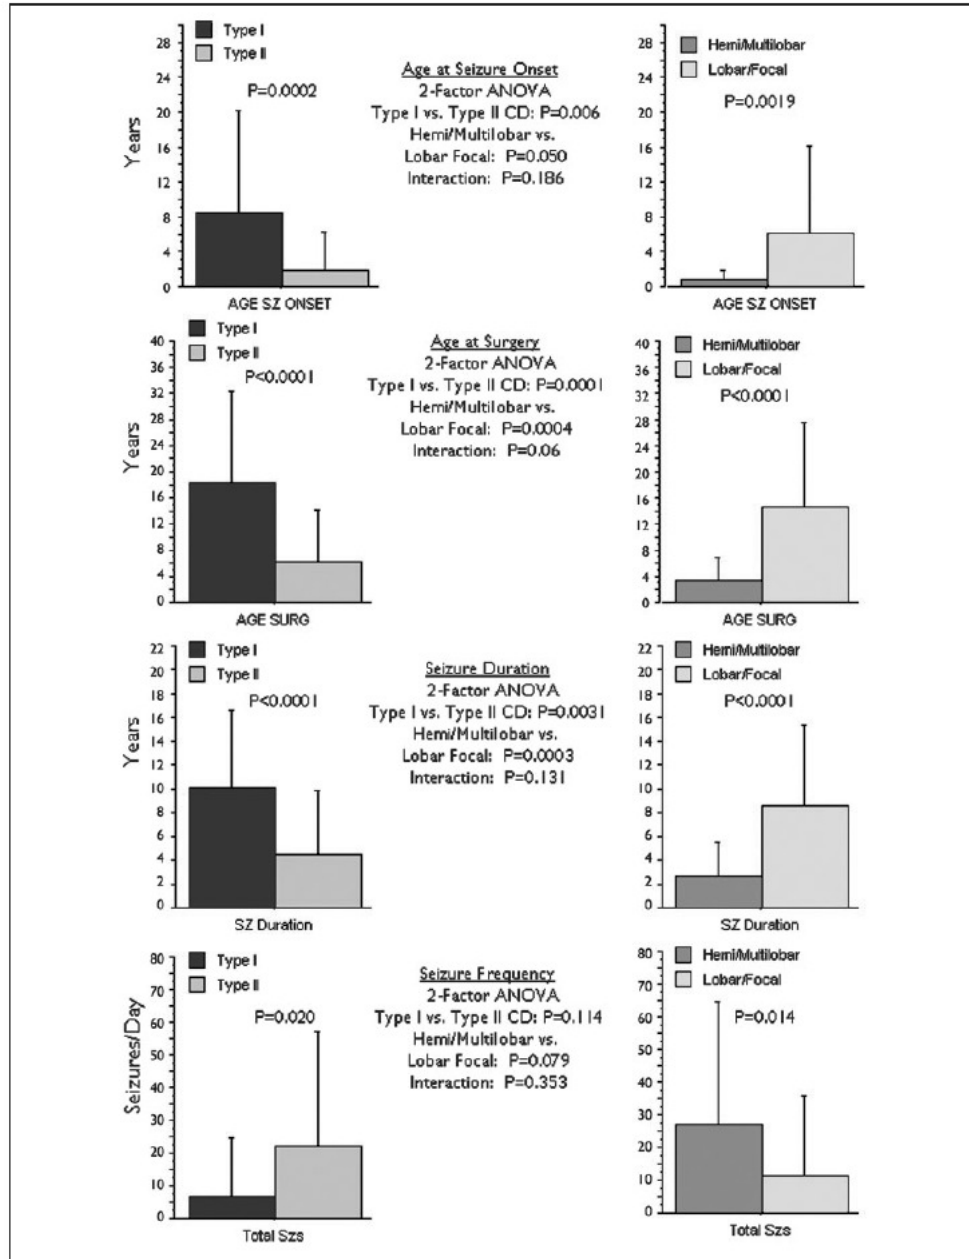 Type I
Type II
P=0.0002
Years
28
24
20
16
12
8
4
0
AGE SZ ONSET
Age at Seizure Onset
2-Factor ANOVA
Type I vs. Type II CD: P=0.006
Hemi/Multilobar vs.
Lobar Focal: P=0.050
Interaction: P=0.186
Hemi/Multilobar
Lobar/Focal
P=0.0019
28
24
20
16
12
8
4
0
AGE SZ ONSET
Type I
Type II
P<0.0001
Years
40
36
32
28
24
20
16
12
8
4
0
AGE SURG
Age at Surgery
2-Factor ANOVA
Type I vs. Type II CD: P=0.0001
Hemi/Multilobar vs.
Lobar Focal: P=0.0004
Interaction: P=0.06
Hemi/Multilobar
Lobar/Focal
P<0.0001
40
36
32
28
24
20
16
12
8
4
0
AGE SURG
Type I
Type II
P<0.0001
Years
22
20
18
16
14
12
10
8
6
4
2
0
SZ Duration
Seizure Duration
2-Factor ANOVA
Type I vs. Type II CD: P=0.0031
Hemi/Multilobar vs.
Lobar Focal: P=0.0003
Interaction: P=0.131
Hemi/Multilobar
Lobar/Focal
P<0.0001
22
20
18
16
14
12
10
8
6
4
2
0
SZ Duration
Type I
Type II
P=0.020
Seizures/Day
80
70
60
50
40
30
20
10
0
Total Szs
Seizure Frequency
2-Factor ANOVA
Type I vs. Type II CD: P=0.114
Hemi/Multilobar vs.
Lobar Focal: P=0.079
Interaction: P=0.353
Hemi/Multilobar
Lobar/Focal
P=0.014
80
70
60
50
40
30
20
10
0
Total Szs